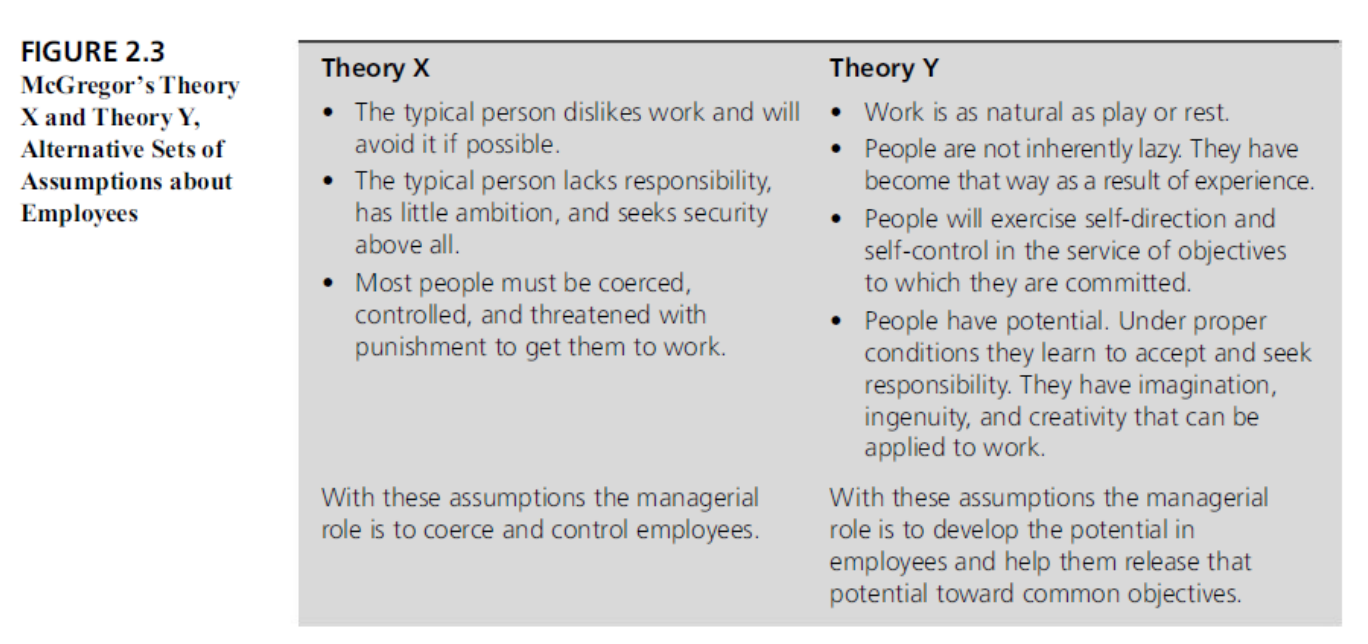 FIGURE 2.3
McGregor's Theory
X and Theory Y,
Alternative Sets of
Assumptions about
Employees
Theory X
• The typical person dislikes work and will
avoid it if possible.
• The typical person lacks responsibility,
has little ambition, and seeks security
above all.
• Most people must be coerced,
controlled, and threatened with
punishment to get them to work.
With these assumptions the managerial
role is to coerce and control employees.
Theory Y
• Work is as natural as play or rest.
• People are not inherently lazy. They have
become that way as a result of experience.
• People will exercise self-direction and
self-control in the service of objectives
to which they are committed.
• People have potential. Under proper
conditions they learn to accept and seek
responsibility. They have imagination,
ingenuity, and creativity that can be
applied to work.
With these assumptions the managerial
role is to develop the potential in
employees and help them release that
potential toward common objectives.